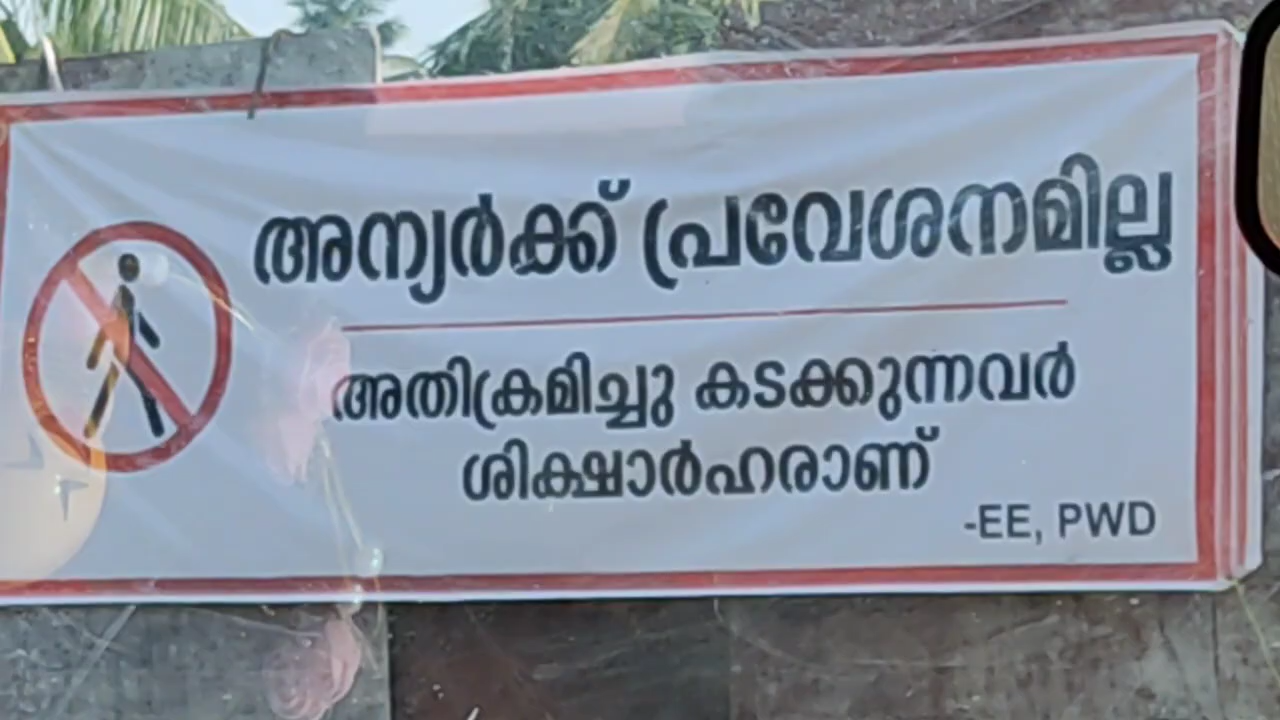 അന്യർക്ക് പ്രവേശനമില്ല
അതിക്രമിച്ചു കടക്കുന്നവർ
ശിക്ഷാർഹരാണ്
-EE, PWD